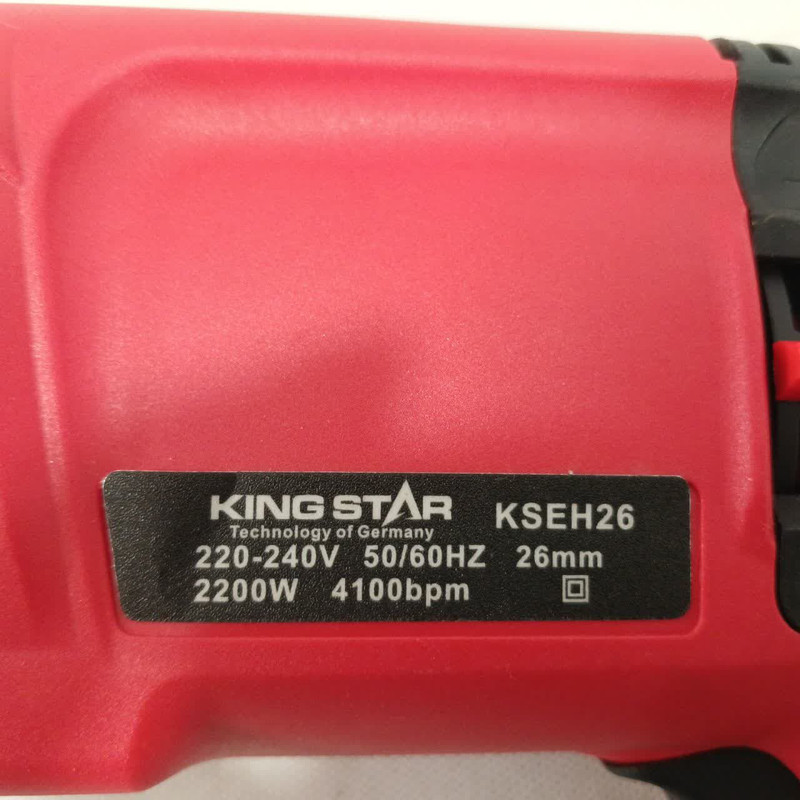 KING STAR KSEH26
Technology of Germany
220-240V 50/60HZ 26mm
2200W 4100bpm